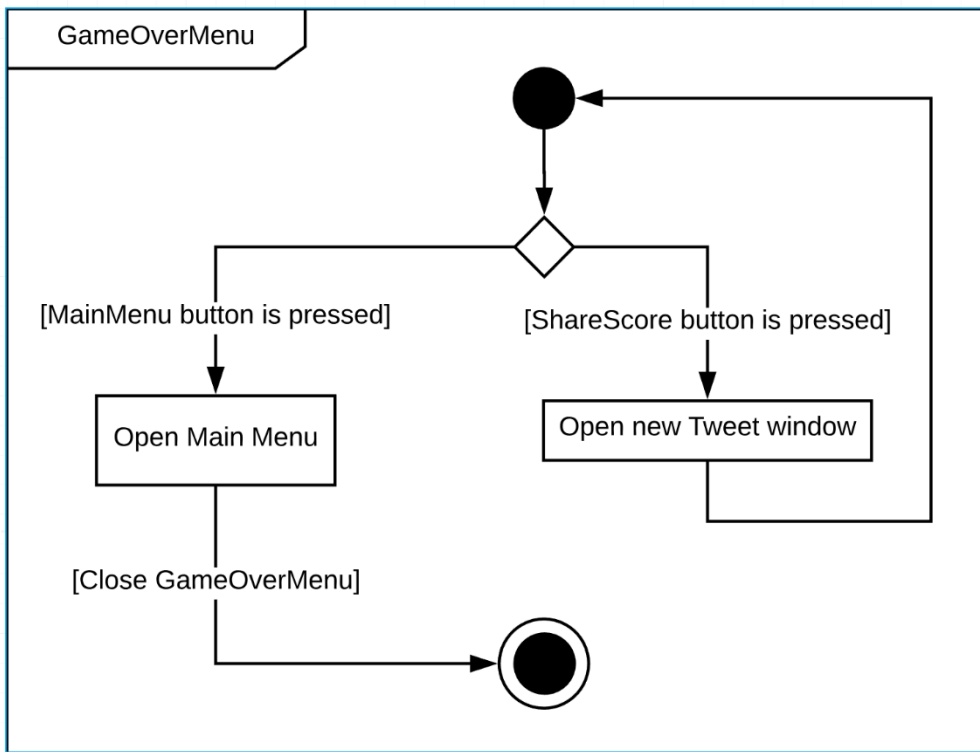 GameOverMenu
[MainMenu button is pressed]
[ShareScore button is pressed]
Open Main Menu
Open new Tweet window
[Close GameOverMenu]